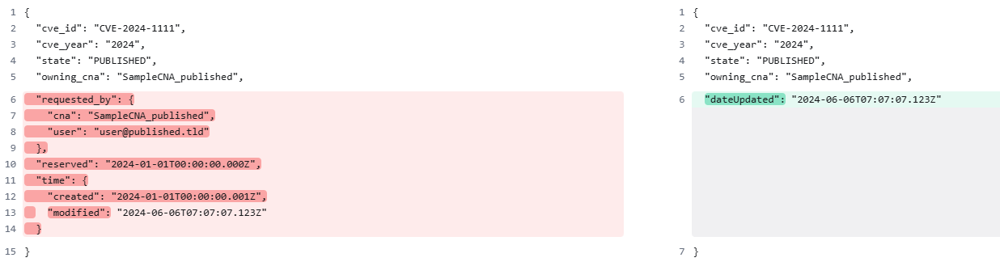 1 {
2 "cve_id": "CVE-2024-1111",
3 "cve_year": "2024",
4 "state": "PUBLISHED",
5 "owning_cna": "SampleCNA_published",
6 "requested_by": {
7 "cna": "SampleCNA_published",
8 "user": "user@published.tld"
9 },
10 "reserved": "2024-01-01T00:00:00.000Z",
11 "time": {
12 "created": "2024-01-01T00:00:00.001Z",
13 "modified": "2024-06-06T07:07:07.123Z"
14 }
15 }
1 {
2 "cve_id": "CVE-2024-1111",
3 "cve_year": "2024",
4 "state": "PUBLISHED",
5 "owning_cna": "SampleCNA_published",
6 "dateUpdated": "2024-06-06T07:07:07.123Z"
7 }